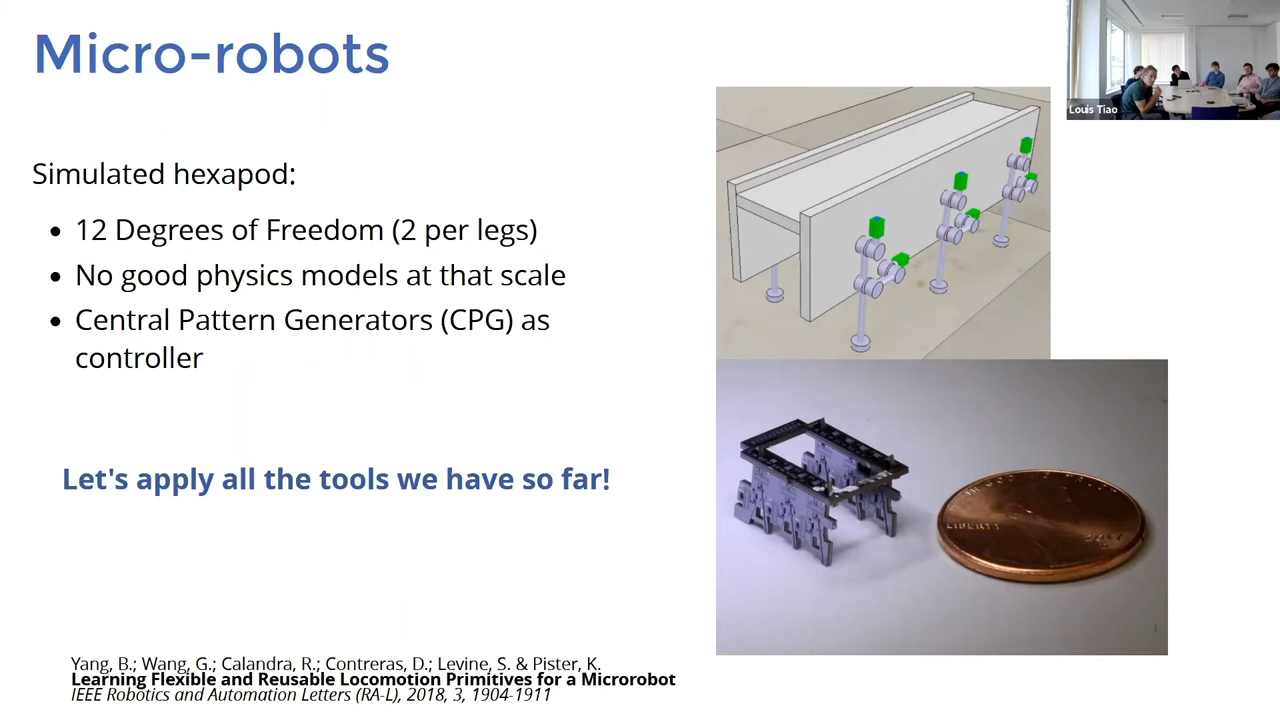 Micro-robots
Louis Tiao
Simulated hexapod:
• 12 Degrees of Freedom (2 per legs)
• No good physics models at that scale
• Central Pattern Generators (CPG) as
controller
Let's apply all the tools we have so far!
LIBERTY
Yang, B.; Wang, G.; Calandra, R.; Contreras, D.; Levine, S. & Pister, K.
Learning Flexible and Reusable Locomotion Primitives for a Microrobot
IEEE Robotics and Automation Letters (RA-L), 2018, 3, 1904-1911